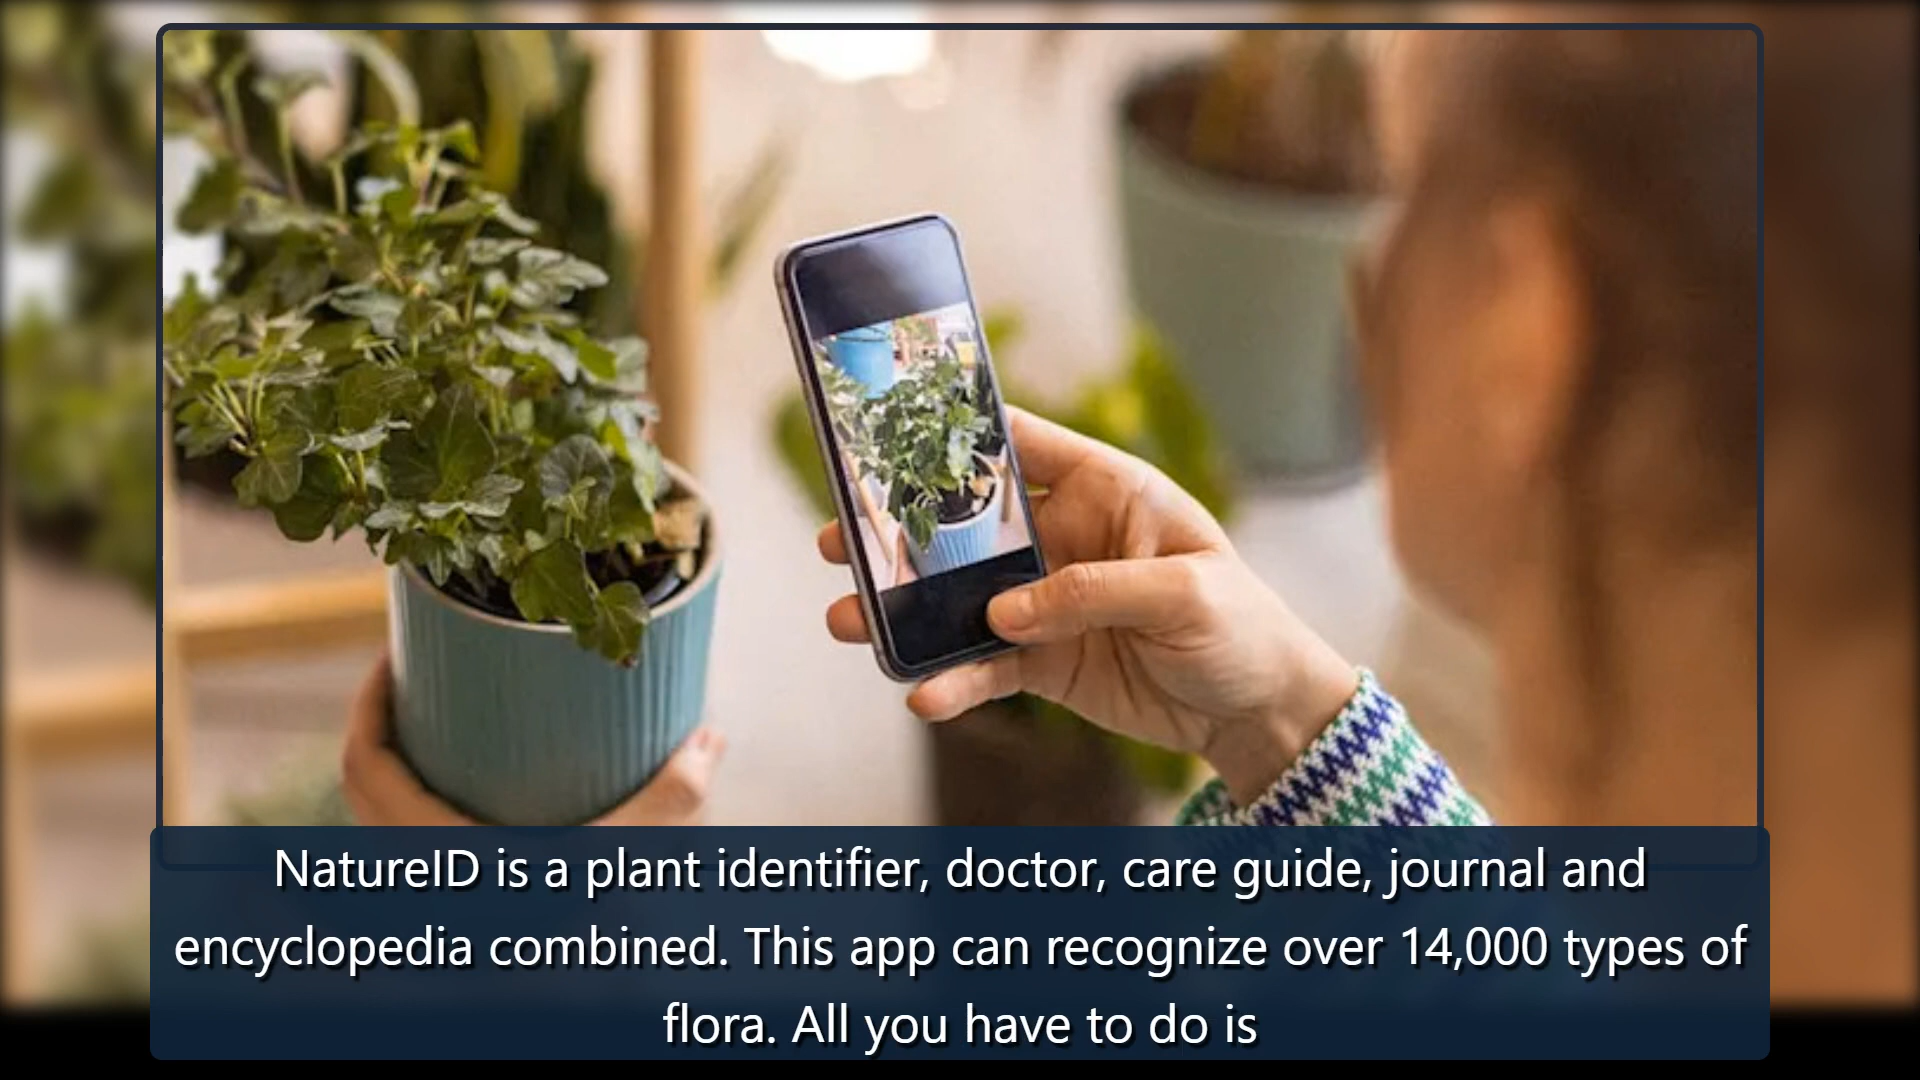 NatureID is a plant identifier, doctor, care guide, journal and
encyclopedia combined. This app can recognize over 14,000 types of
flora. All you have to do is